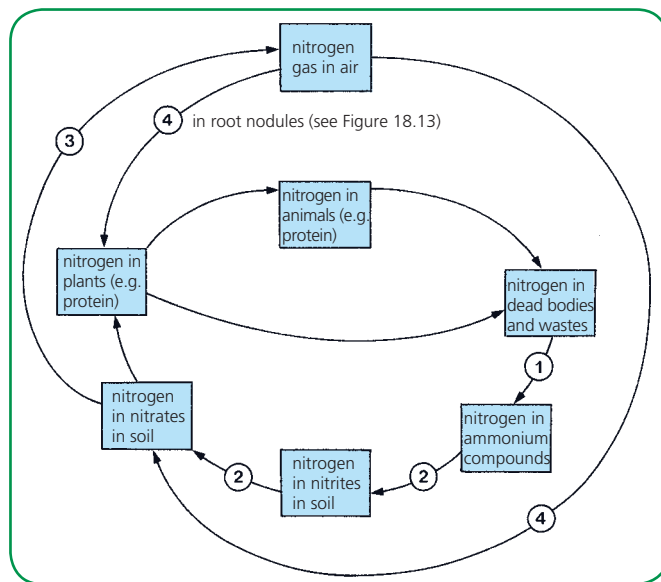 nitrogen
gas in air
3
4 in root nodules (see Figure 18.13)
nitrogen in
animals (e.g.
protein)
nitrogen in
plants (e.g.
protein)
nitrogen in
dead bodies
and wastes
1
nitrogen
in nitrates
in soil
nitrogen in
ammonium
compounds
2
nitrogen
in nitrites
in soil
2
4